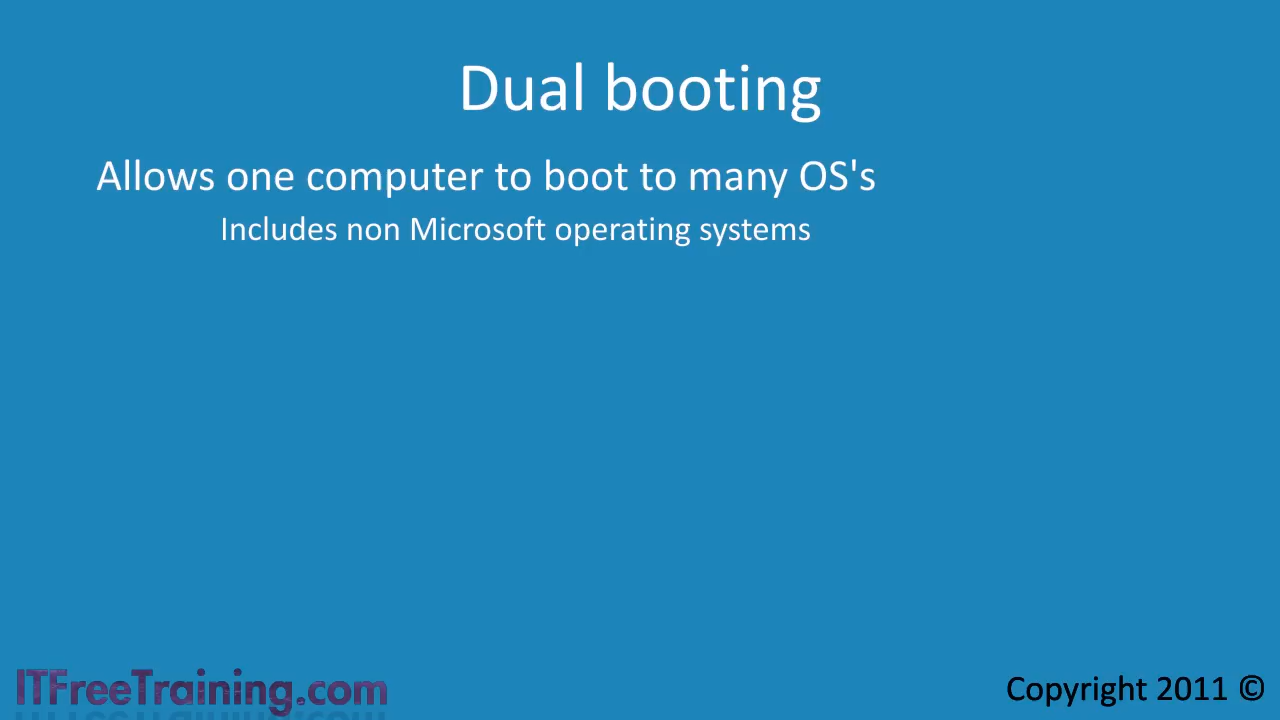 Dual booting
Allows one computer to boot to many OS's
Includes non Microsoft operating systems
ITFreeTraining.com
Copyright 2011 ©